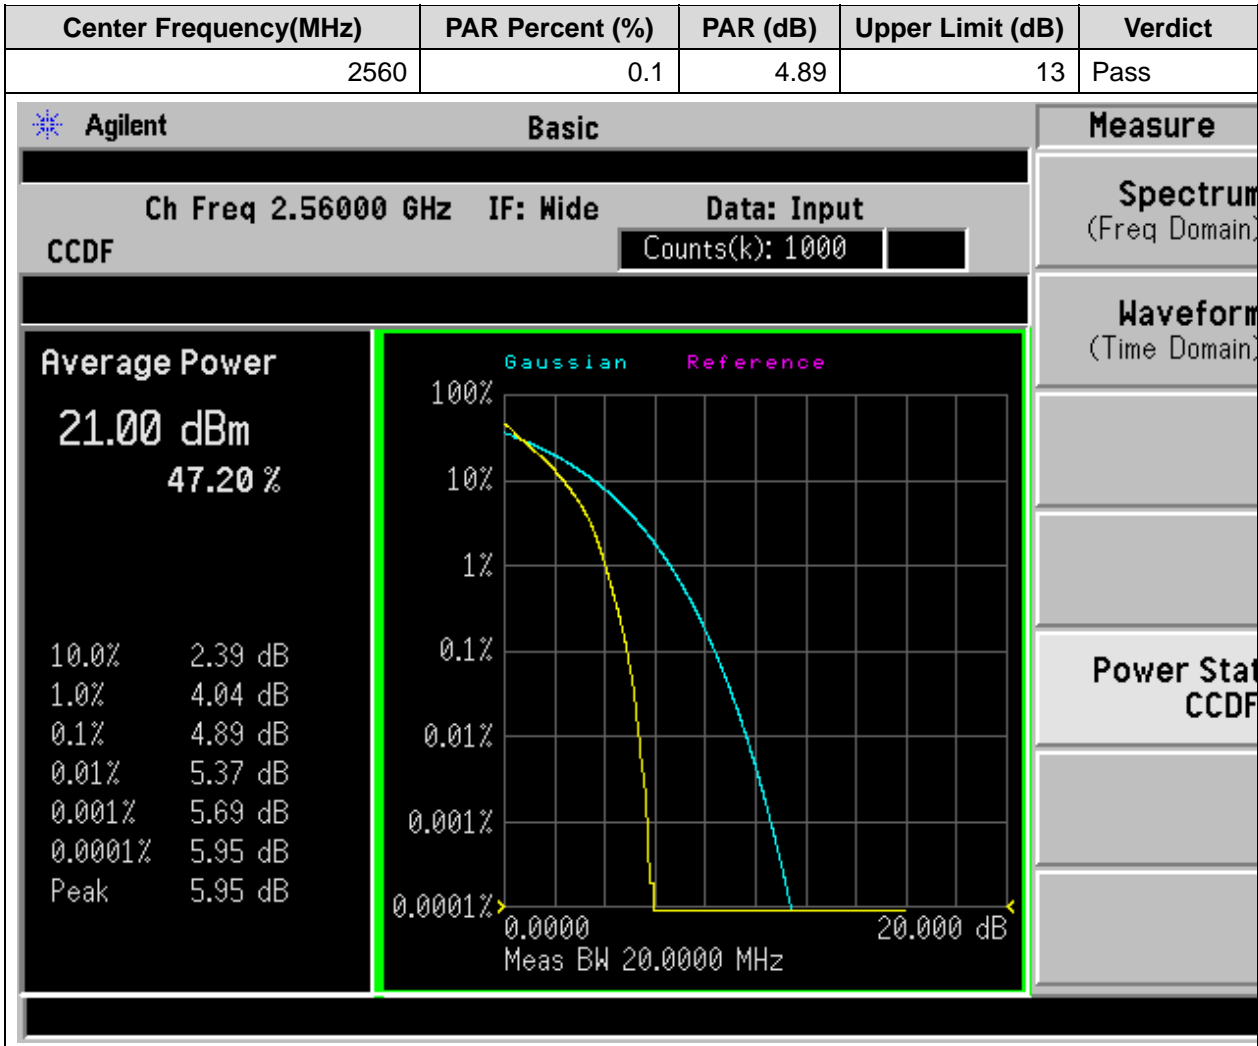 Center Frequency(MHz) PAR Percent (%) PAR (dB) Upper Limit (dB) Verdict
2560 0.1 4.89 13 Pass
Agilent Basic Measure
Ch Freq 2.56000 GHz IF: Wide Data: Input
CCDF Counts(k): 1000
Spectrum
(Freq Domain)
Waveform
(Time Domain)
Power Stat
CCDF
Average Power
21.00 dBm
47.20 %
10.0% 2.39 dB
1.0% 4.04 dB
0.1% 4.89 dB
0.01% 5.37 dB
0.001% 5.69 dB
0.0001% 5.95 dB
Peak 5.95 dB
Gaussian Reference
100%
10%
1%
0.1%
0.01%
0.001%
0.0001%
0.0000 20.000 dB
Meas BW 20.0000 MHz